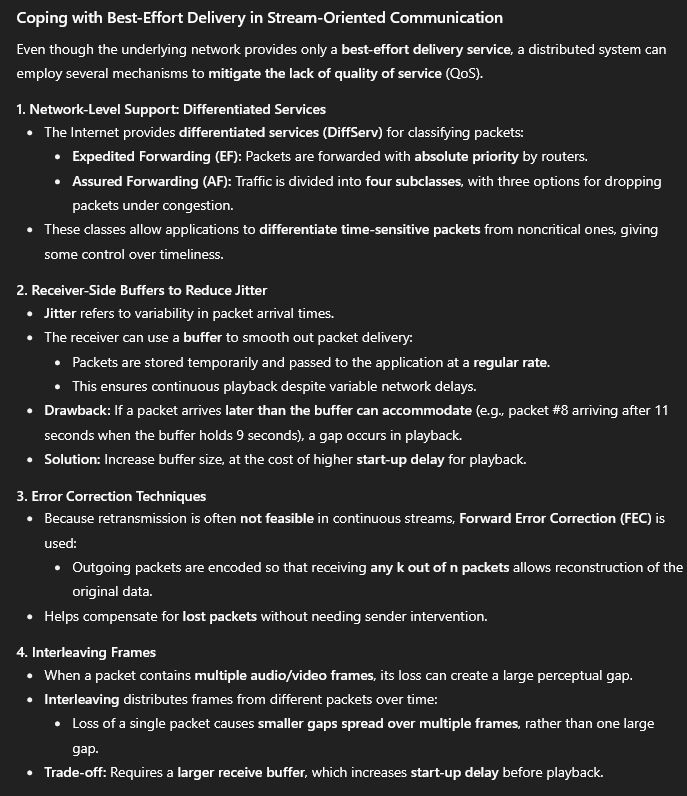 Coping with Best-Effort Delivery in Stream-Oriented Communication
Even though the underlying network provides only a best-effort delivery service, a distributed system can
employ several mechanisms to mitigate the lack of quality of service (QoS).
1. Network-Level Support: Differentiated Services
• The Internet provides differentiated services (DiffServ) for classifying packets:
• Expedited Forwarding (EF): Packets are forwarded with absolute priority by routers.
• Assured Forwarding (AF): Traffic is divided into four subclasses, with three options for dropping
packets under congestion.
• These classes allow applications to differentiate time-sensitive packets from noncritical ones, giving
some control over timeliness.
2. Receiver-Side Buffers to Reduce Jitter
• Jitter refers to variability in packet arrival times.
• The receiver can use a buffer to smooth out packet delivery:
• Packets are stored temporarily and passed to the application at a regular rate.
• This ensures continuous playback despite variable network delays.
• Drawback: If a packet arrives later than the buffer can accommodate (e.g., packet #8 arriving after 11
seconds when the buffer holds 9 seconds), a gap occurs in playback.
• Solution: Increase buffer size, at the cost of higher start-up delay for playback.
3. Error Correction Techniques
• Because retransmission is often not feasible in continuous streams, Forward Error Correction (FEC) is
used:
• Outgoing packets are encoded so that receiving any k out of n packets allows reconstruction of the
original data.
• Helps compensate for lost packets without needing sender intervention.
4. Interleaving Frames
• When a packet contains multiple audio/video frames, its loss can create a large perceptual gap.
• Interleaving distributes frames from different packets over time:
• Loss of a single packet causes smaller gaps spread over multiple frames, rather than one large
gap.
• Trade-off: Requires a larger receive buffer, which increases start-up delay before playback.